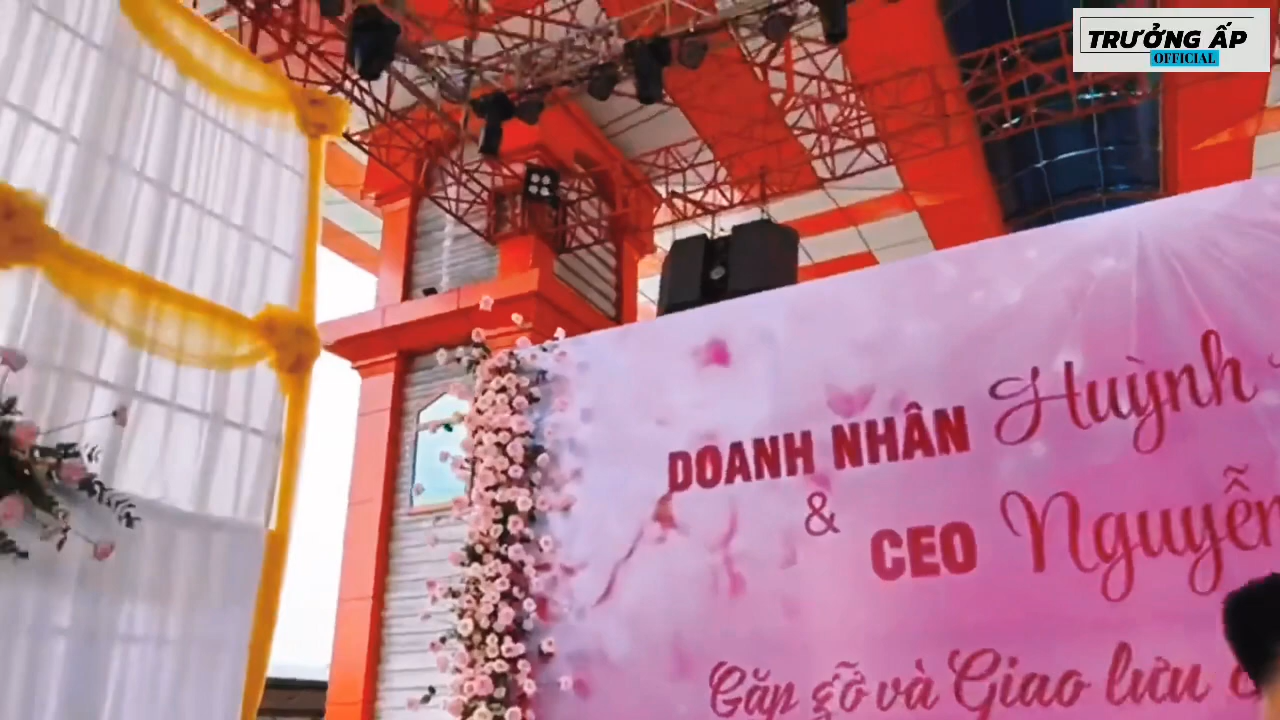 TRƯỞNG ẤP
OFFICIAL
DOANH NHÂN Huỳnh
&
CEO Nguyễn
Gặp gỡ và Giao lưu